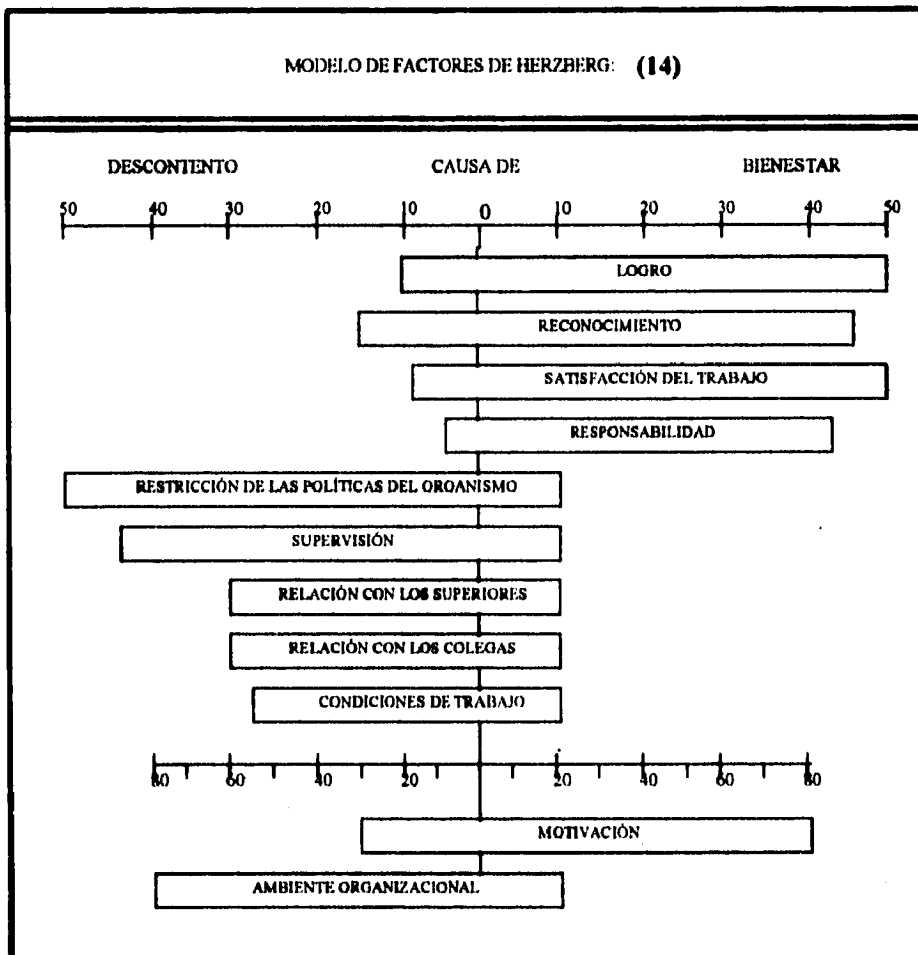 MODELO DE FACTORES DE HERZBERG: (14)
DESCONTENTO CAUSA DE BIENESTAR
50 40 30 20 10 0 10 20 30 40 50
LOGRO
RECONOCIMIENTO
SATISFACCIÓN DEL TRABAJO
RESPONSABILIDAD
RESTRICCIÓN DE LAS POLÍTICAS DEL ORGANISMO
SUPERVISIÓN
RELACIÓN CON LOS SUPERIORES
RELACIÓN CON LOS COLEGAS
CONDICIONES DE TRABAJO
80 60 40 20 20 40 60 80
MOTIVACIÓN
AMBIENTE ORGANIZACIONAL